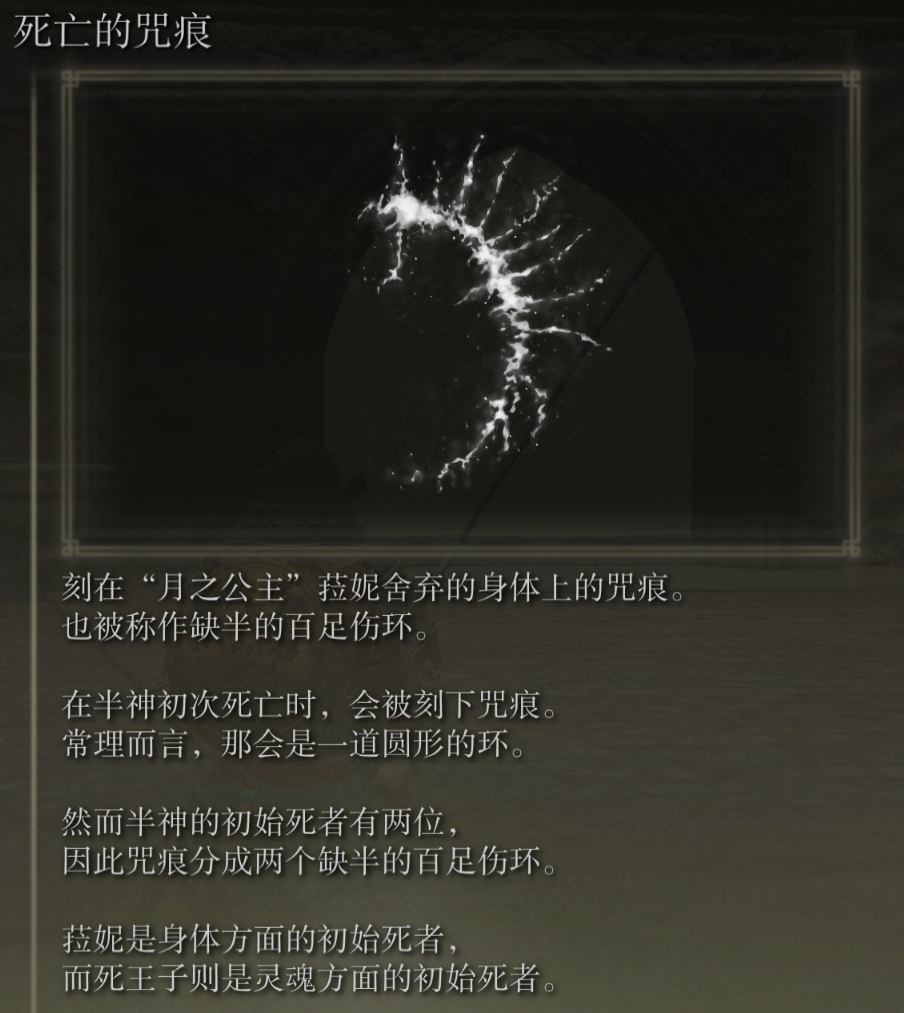 死亡的咒痕
刻在“月之公主”菈妮舍弃的身体上的咒痕。
也被称作缺半的百足伤环。
在半神初次死亡时，会被刻下咒痕。
常理而言，那会是一道圆形的环。
然而半神的初始死者有两位，
因此咒痕分成两个缺半的百足伤环。
菈妮是身体方面的初始死者，
而死王子则是灵魂方面的初始死者。